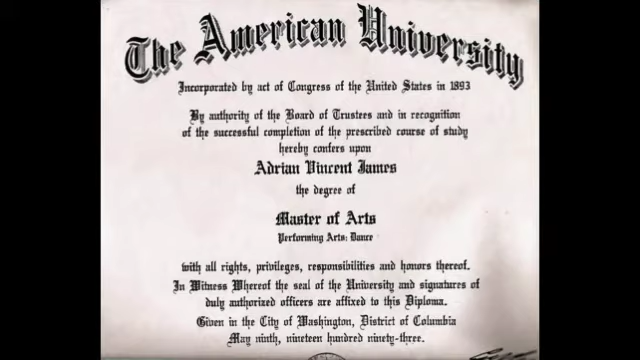 The American University
Incorporated by act of Congress of the United States in 1893
By authority of the Board of Trustees and in recognition
of the successful completion of the prescribed course of study
hereby confers upon
Adrian Vincent James
the degree of
Master of Arts
Performing Arts: Dance
with all rights, privileges, responsibilities and honors thereof.
In Witness Whereof the seal of the University and signatures of
duly authorized officers are affixed to this Diploma.
Given in the City of Washington, District of Columbia
May ninth, nineteen hundred ninety-three.